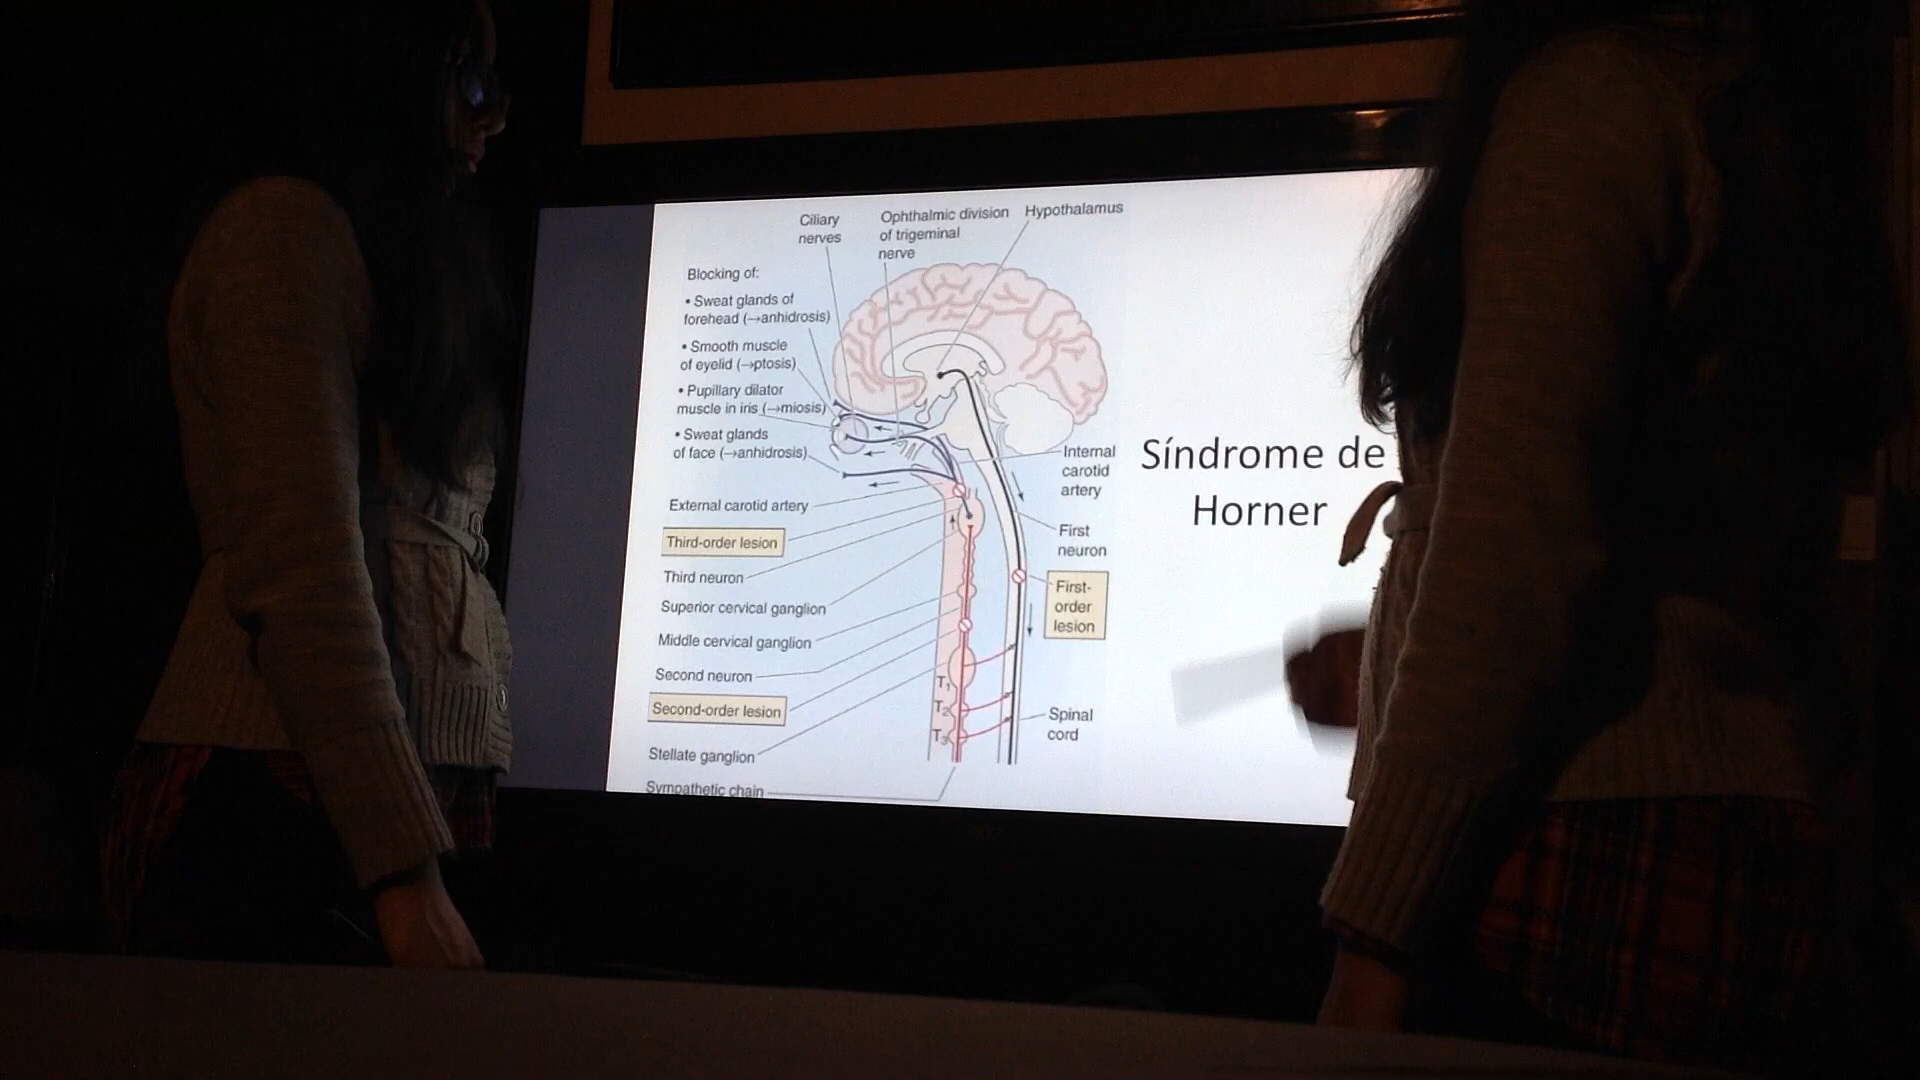 Ciliary
nerves
Ophthalmic division
of trigeminal
nerve
Hypothalamus
Blocking of:
• Sweat glands of
forehead (→anhidrosis)
• Smooth muscle
of eyelid (→ptosis)
• Pupillary dilator
muscle in iris (→miosis)
• Sweat glands
of face (→anhidrosis)
External carotid artery
Third-order lesion
Third neuron
Superior cervical ganglion
Middle cervical ganglion
Second neuron
Second-order lesion
Stellate ganglion
Sympathetic chain
T1
T2
T3
Internal
carotid
artery
First
neuron
First-
order
lesion
Spinal
cord
Síndrome de
Horner